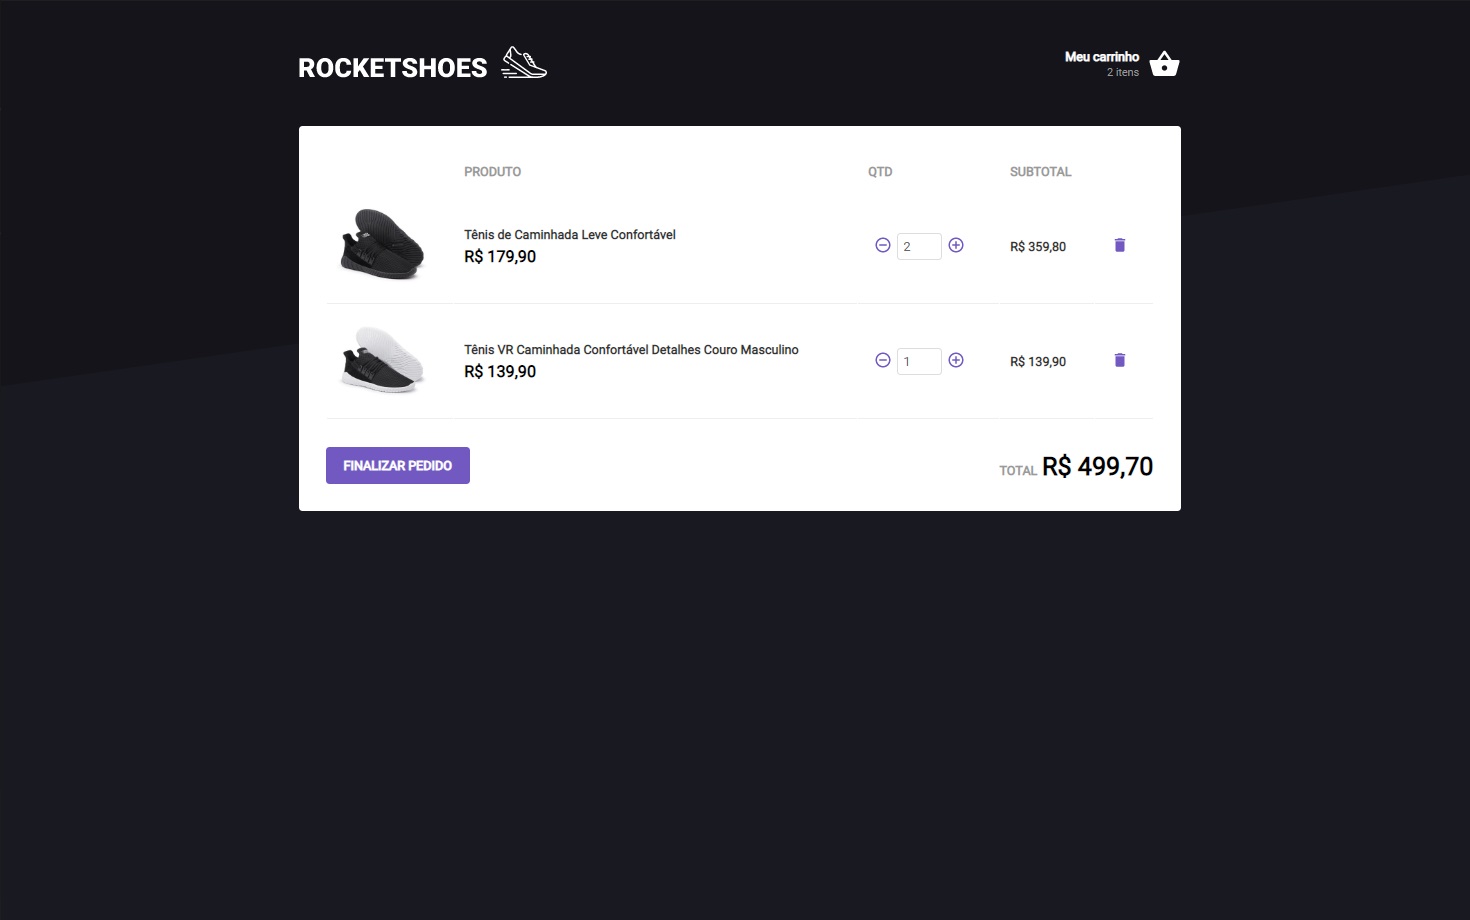 ROCKETSHOES
Meu carrinho
2 itens
PRODUTO QTD SUBTOTAL
Tênis de Caminhada Leve Confortável
R$ 179,90
2
R$ 359,80
Tênis VR Caminhada Confortável Detalhes Couro Masculino
R$ 139,90
1
R$ 139,90
FINALIZAR PEDIDO
TOTAL R$ 499,70